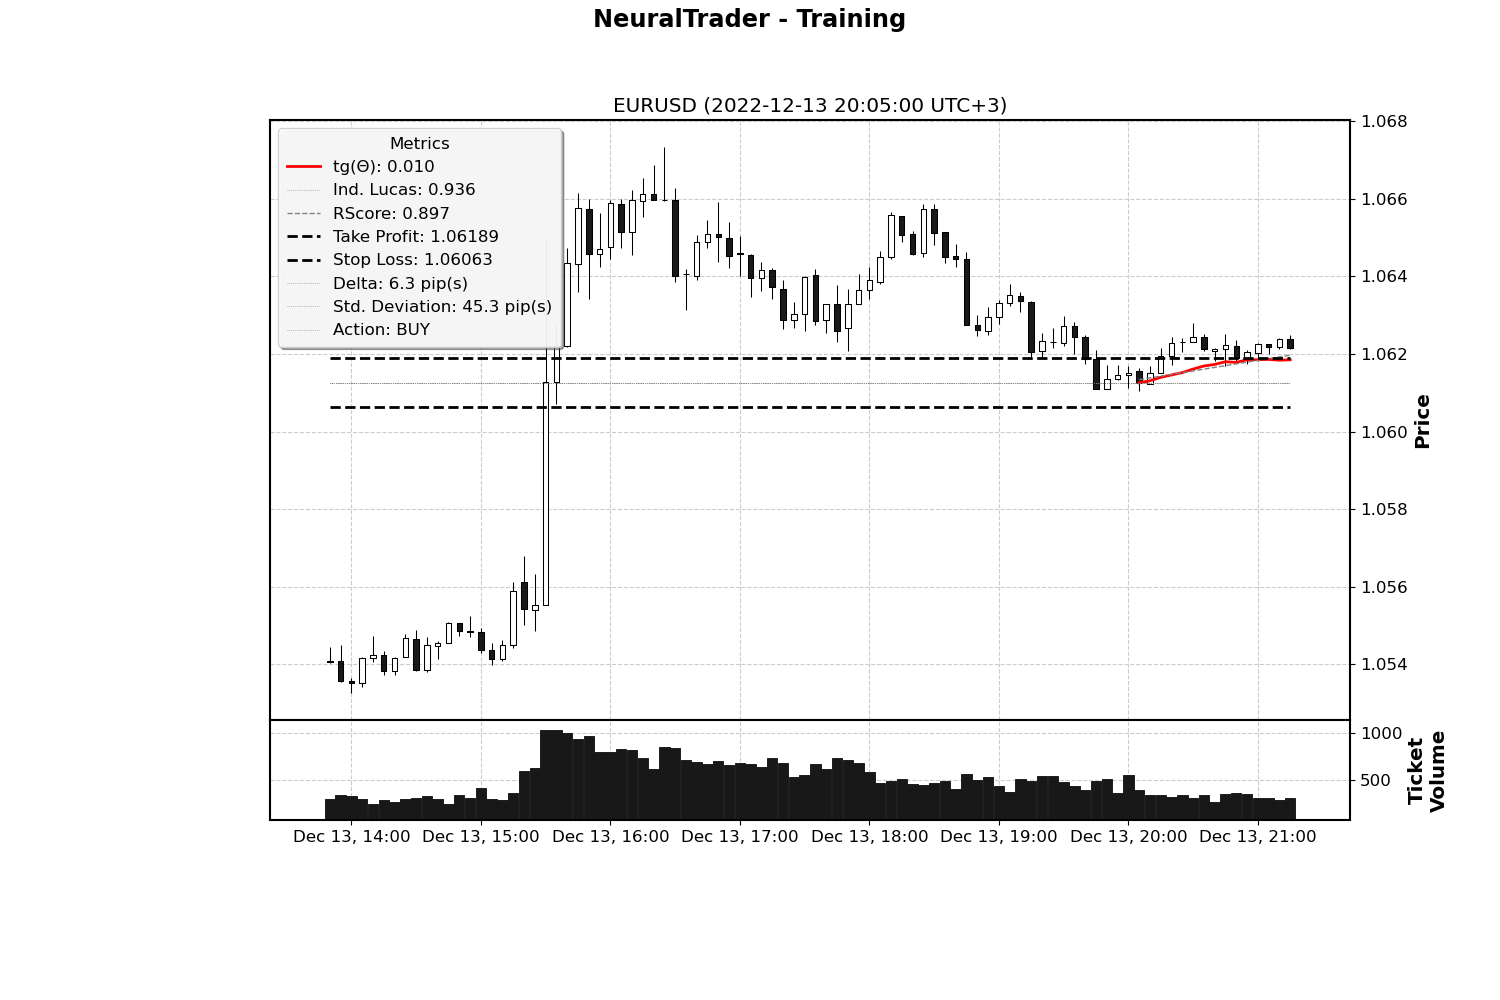 NeuralTrader - Training
EURUSD (2022-12-13 20:05:00 UTC+3)
Metrics
tg(Θ): 0.010
Ind. Lucas: 0.936
RScore: 0.897
Take Profit: 1.06189
Stop Loss: 1.06063
Delta: 6.3 pip(s)
Std. Deviation: 45.3 pip(s)
Action: BUY
1.068
1.066
1.064
1.062
1.060
1.058
1.056
1.054
Price
1000
500
Ticket
Volume
Dec 13, 14:00
Dec 13, 15:00
Dec 13, 16:00
Dec 13, 17:00
Dec 13, 18:00
Dec 13, 19:00
Dec 13, 20:00
Dec 13, 21:00